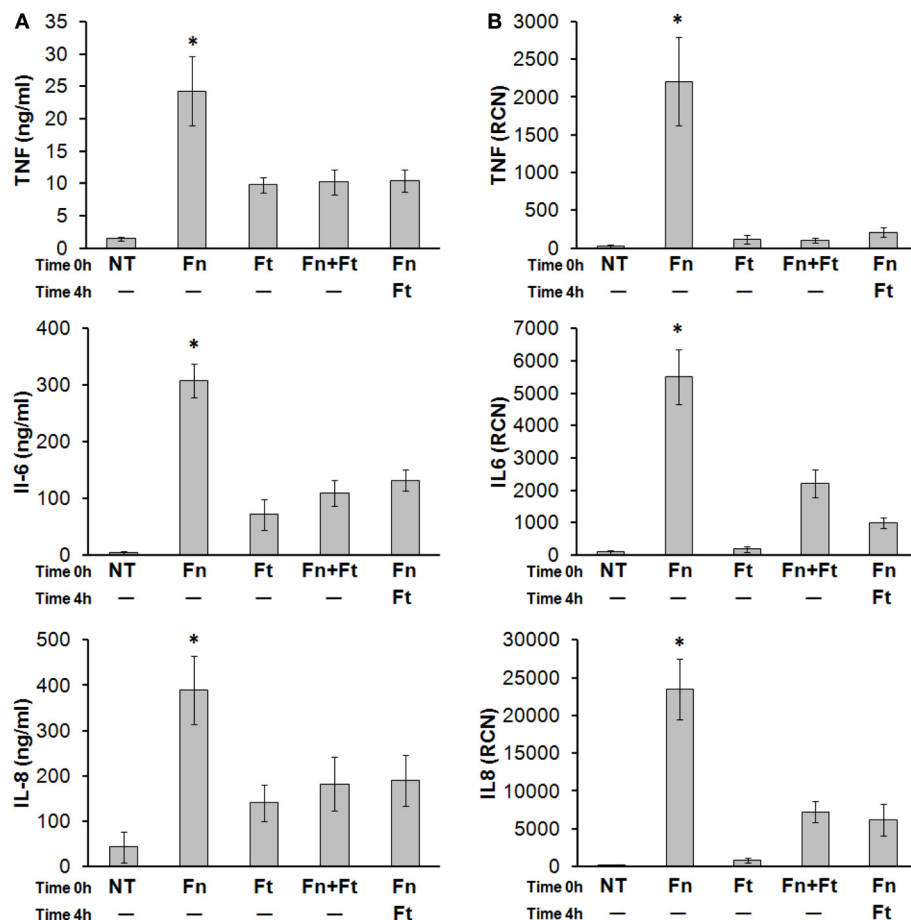 A
TNF (ng/ml)
35
30
25
20
15
10
5
0
*
Time 0h NT Fn Ft Fn+Ft Fn
Time 4h — — — — Ft
B
TNF (RCN)
3000
2500
2000
1500
1000
500
0
*
Time 0h NT Fn Ft Fn+Ft Fn
Time 4h — — — — Ft
Il-6 (ng/ml)
400
300
200
100
0
*
Time 0h NT Fn Ft Fn+Ft Fn
Time 4h — — — — Ft
IL6 (RCN)
7000
6000
5000
4000
3000
2000
1000
0
*
Time 0h NT Fn Ft Fn+Ft Fn
Time 4h — — — — Ft
IL-8 (ng/ml)
500
400
300
200
100
0
*
Time 0h NT Fn Ft Fn+Ft Fn
Time 4h — — — — Ft
IL8 (RCN)
30000
25000
20000
15000
10000
5000
0
*
Time 0h NT Fn Ft Fn+Ft Fn
Time 4h — — — — Ft